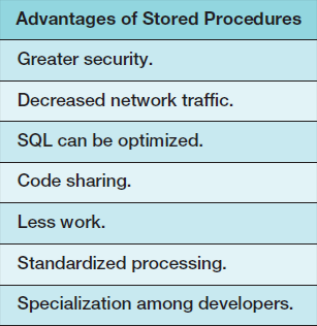 Advantages of Stored Procedures
Greater security.
Decreased network traffic.
SQL can be optimized.
Code sharing.
Less work.
Standardized processing.
Specialization among developers.